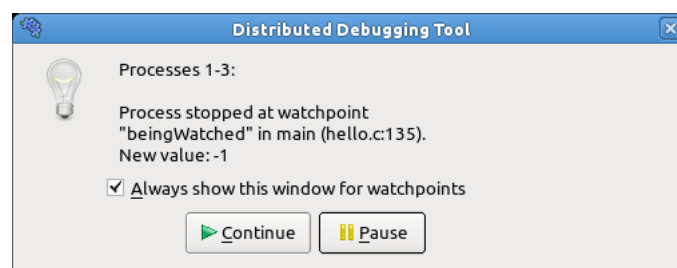 Distributed Debugging Tool
Processes 1-3:
Process stopped at watchpoint
"beingWatched" in main (hello.c:135).
New value: -1
Always show this window for watchpoints
Continue Pause